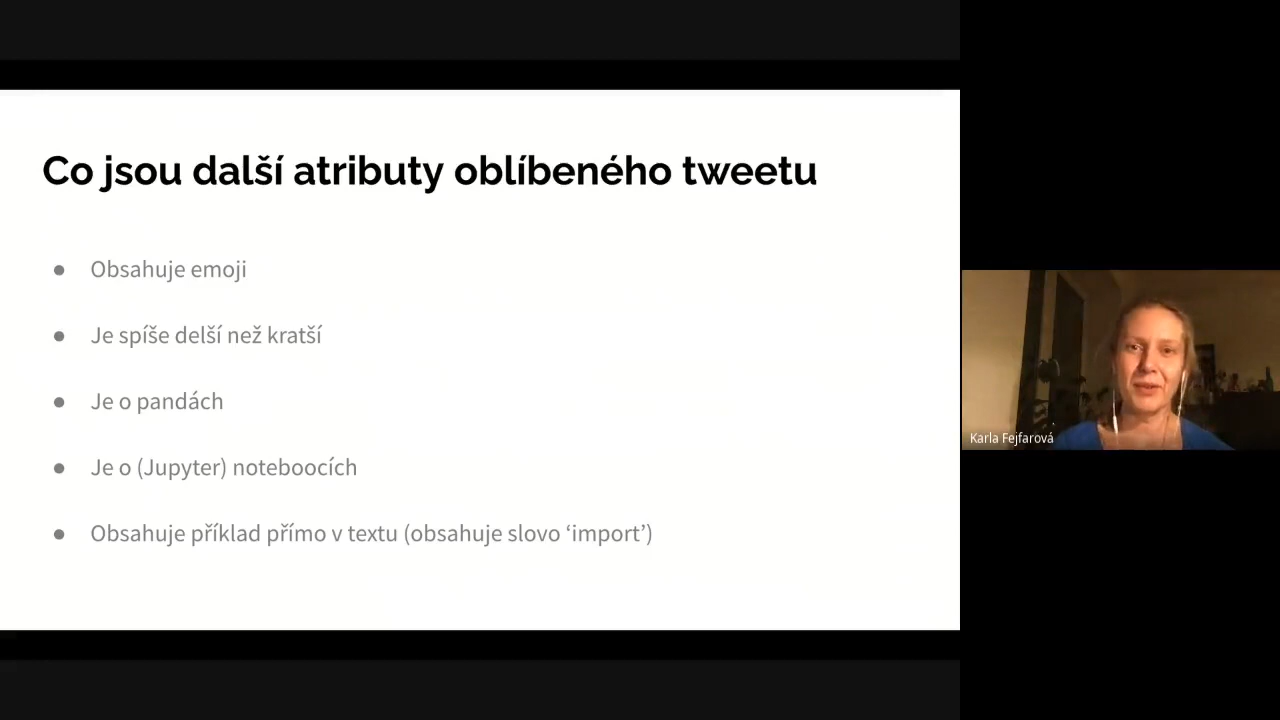 Co jsou další atributy oblíbeného tweetu
● Obsahuje emoji
● Je spíše delší než kratší
● Je o pandách
● Je o (Jupyter) noteboocích
● Obsahuje příklad přímo v textu (obsahuje slovo ‘import’)
Karla Fejfarová